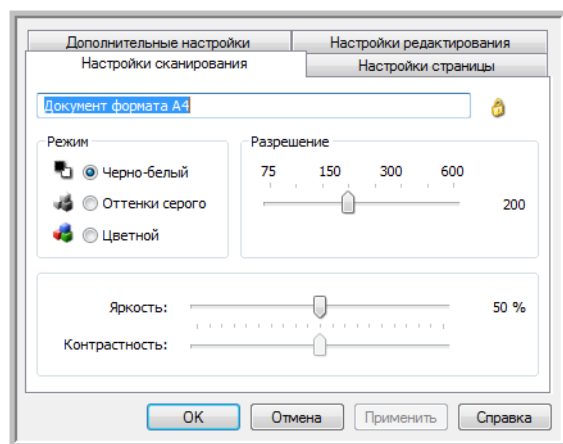 Дополнительные настройки
Настройки редактирования
Настройки сканирования
Настройки страницы
Документ формата A4
Режим
Черно-белый
Оттенки серого
Цветной
Разрешение
75 150 300 600
200
Яркость: 50 %
Контрастность:
OK Отмена Применить Справка